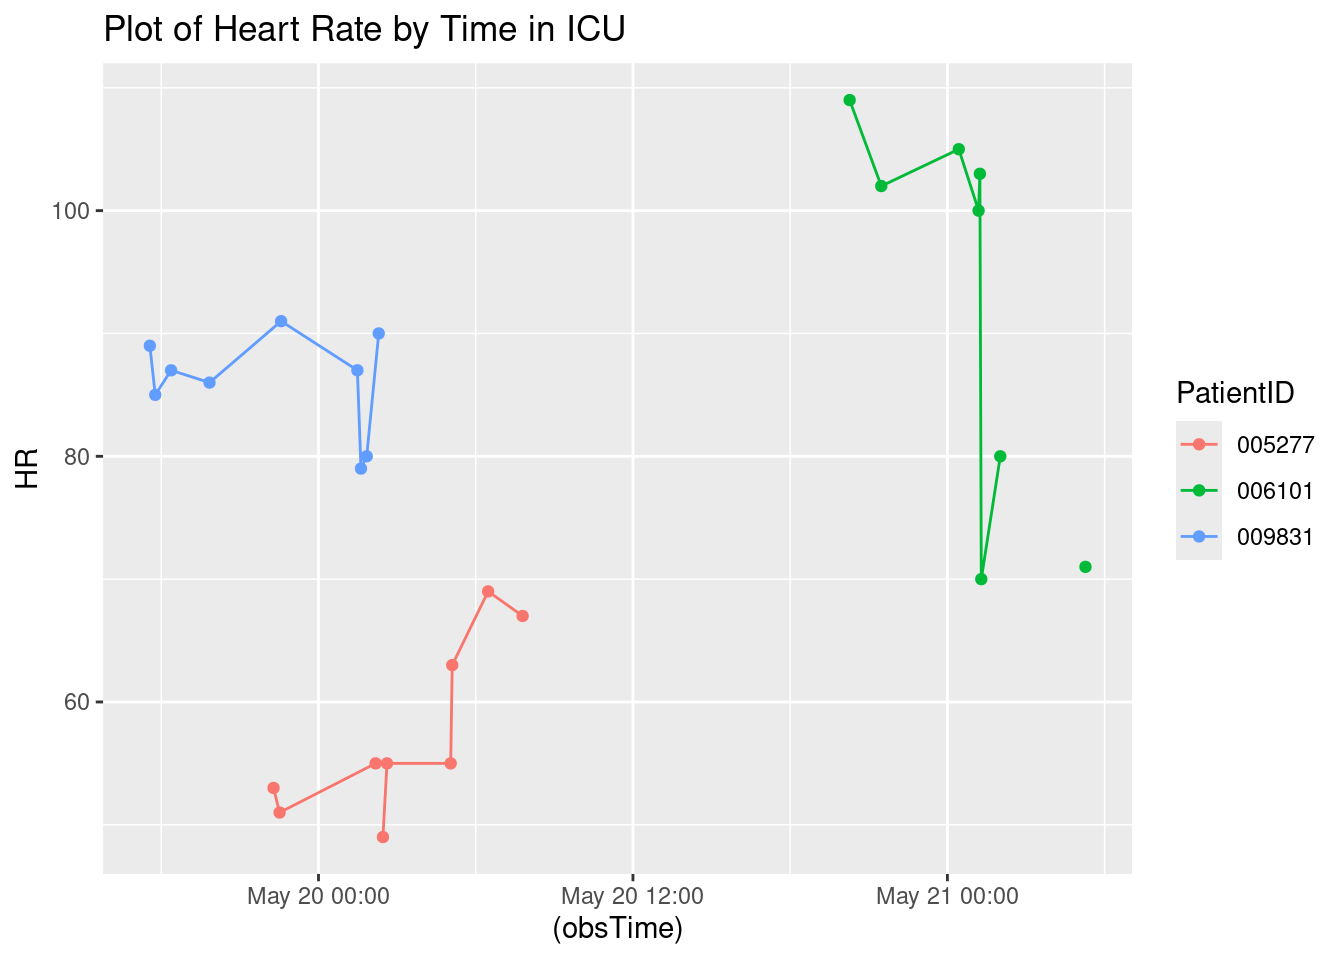 Plot of Heart Rate by Time in ICU
HR
100
80
60
May 20 00:00
May 20 12:00
May 21 00:00
(obsTime)
PatientID
005277
006101
009831